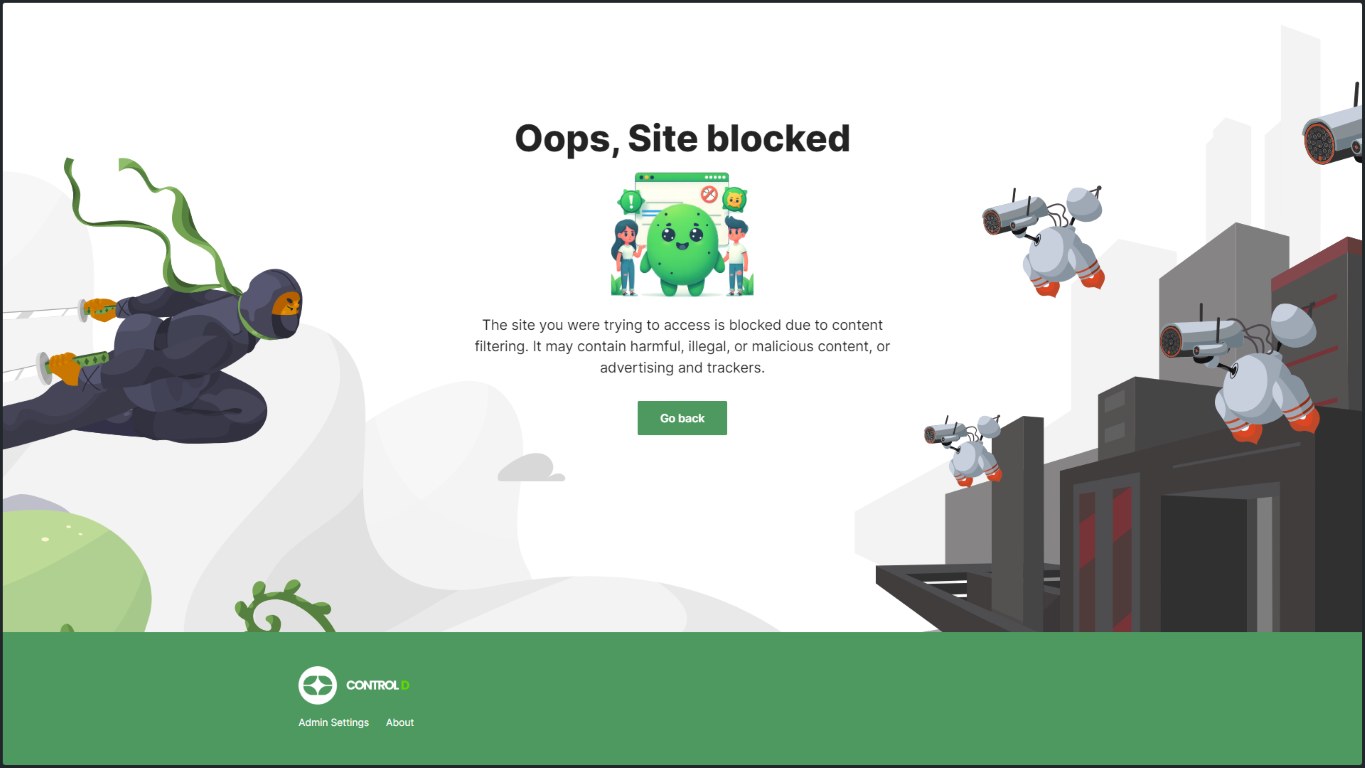 Oops, Site blocked
The site you were trying to access is blocked due to content
filtering. It may contain harmful, illegal, or malicious content, or
advertising and trackers.
Go back
CONTROL D
Admin Settings About